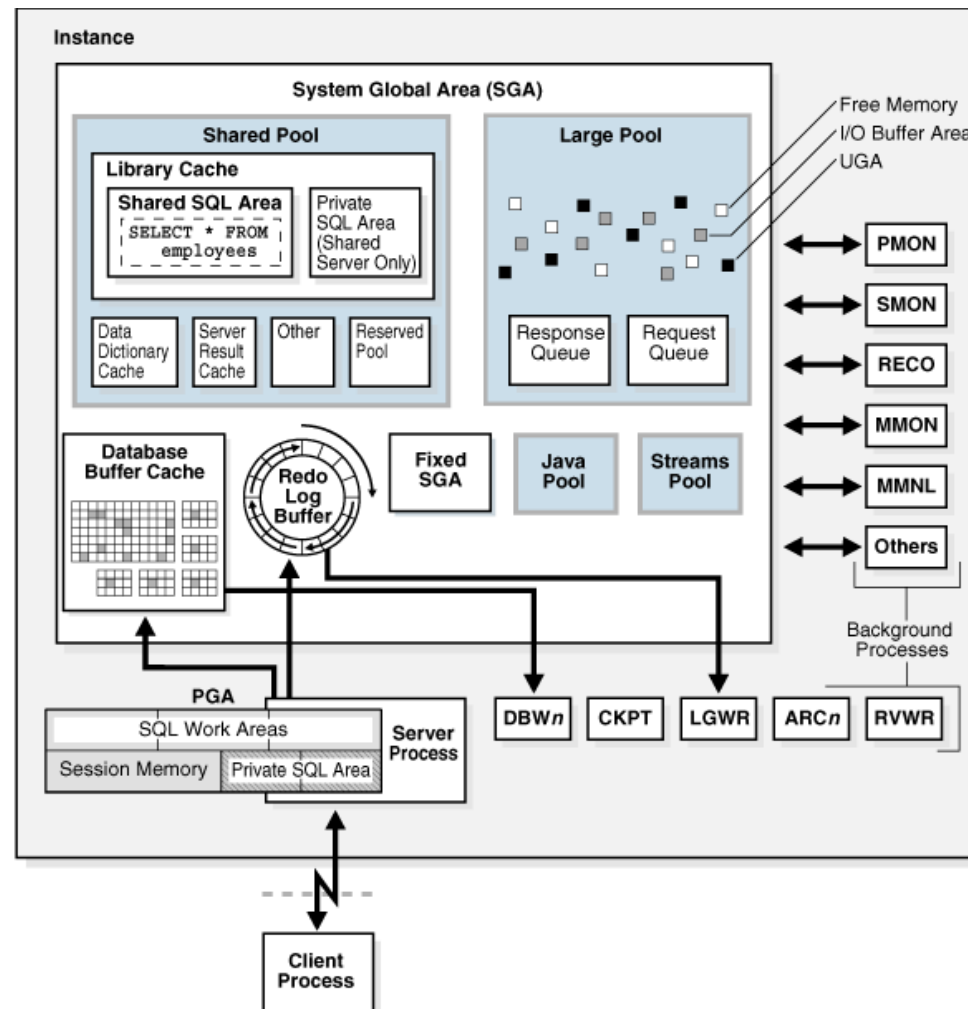 Instance
System Global Area (SGA)
Shared Pool
Library Cache
Shared SQL Area
SELECT * FROM
employees
Private
SQL Area
(Shared
Server Only)
Data
Dictionary
Cache
Server
Result
Cache
Other
Reserved
Pool
Large Pool
Response
Queue
Request
Queue
Free Memory
I/O Buffer Area
UGA
Database
Buffer Cache
Redo
Log
Buffer
Fixed
SGA
Java
Pool
Streams
Pool
PMON
SMON
RECO
MMON
MMNL
Others
Background
Processes
PGA
SQL Work Areas
Session Memory
Private SQL Area
Server
Process
DBWn
CKPT
LGWR
ARCn
RVWR
Client
Process